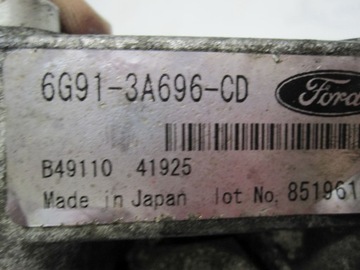 6G91-3A696-CD Ford
B49110 41925
Made in Japan lot No. 851961